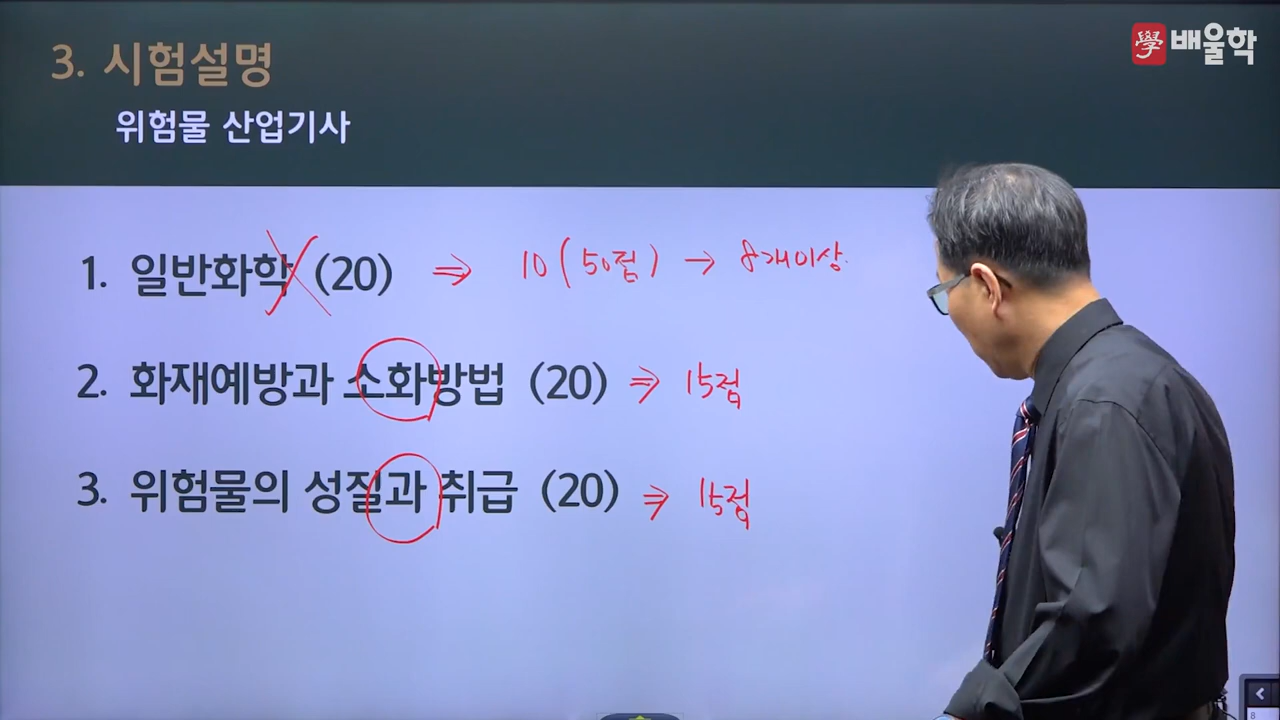 3. 시험설명
學 배울학
위험물 산업기사
1. 일반화학 (20) ⇒ 10 (50점) → 8개이상.
2. 화재예방과 소화방법 (20) ⇒ 15점
3. 위험물의 성질과 취급 (20) ⇒ 15점
8